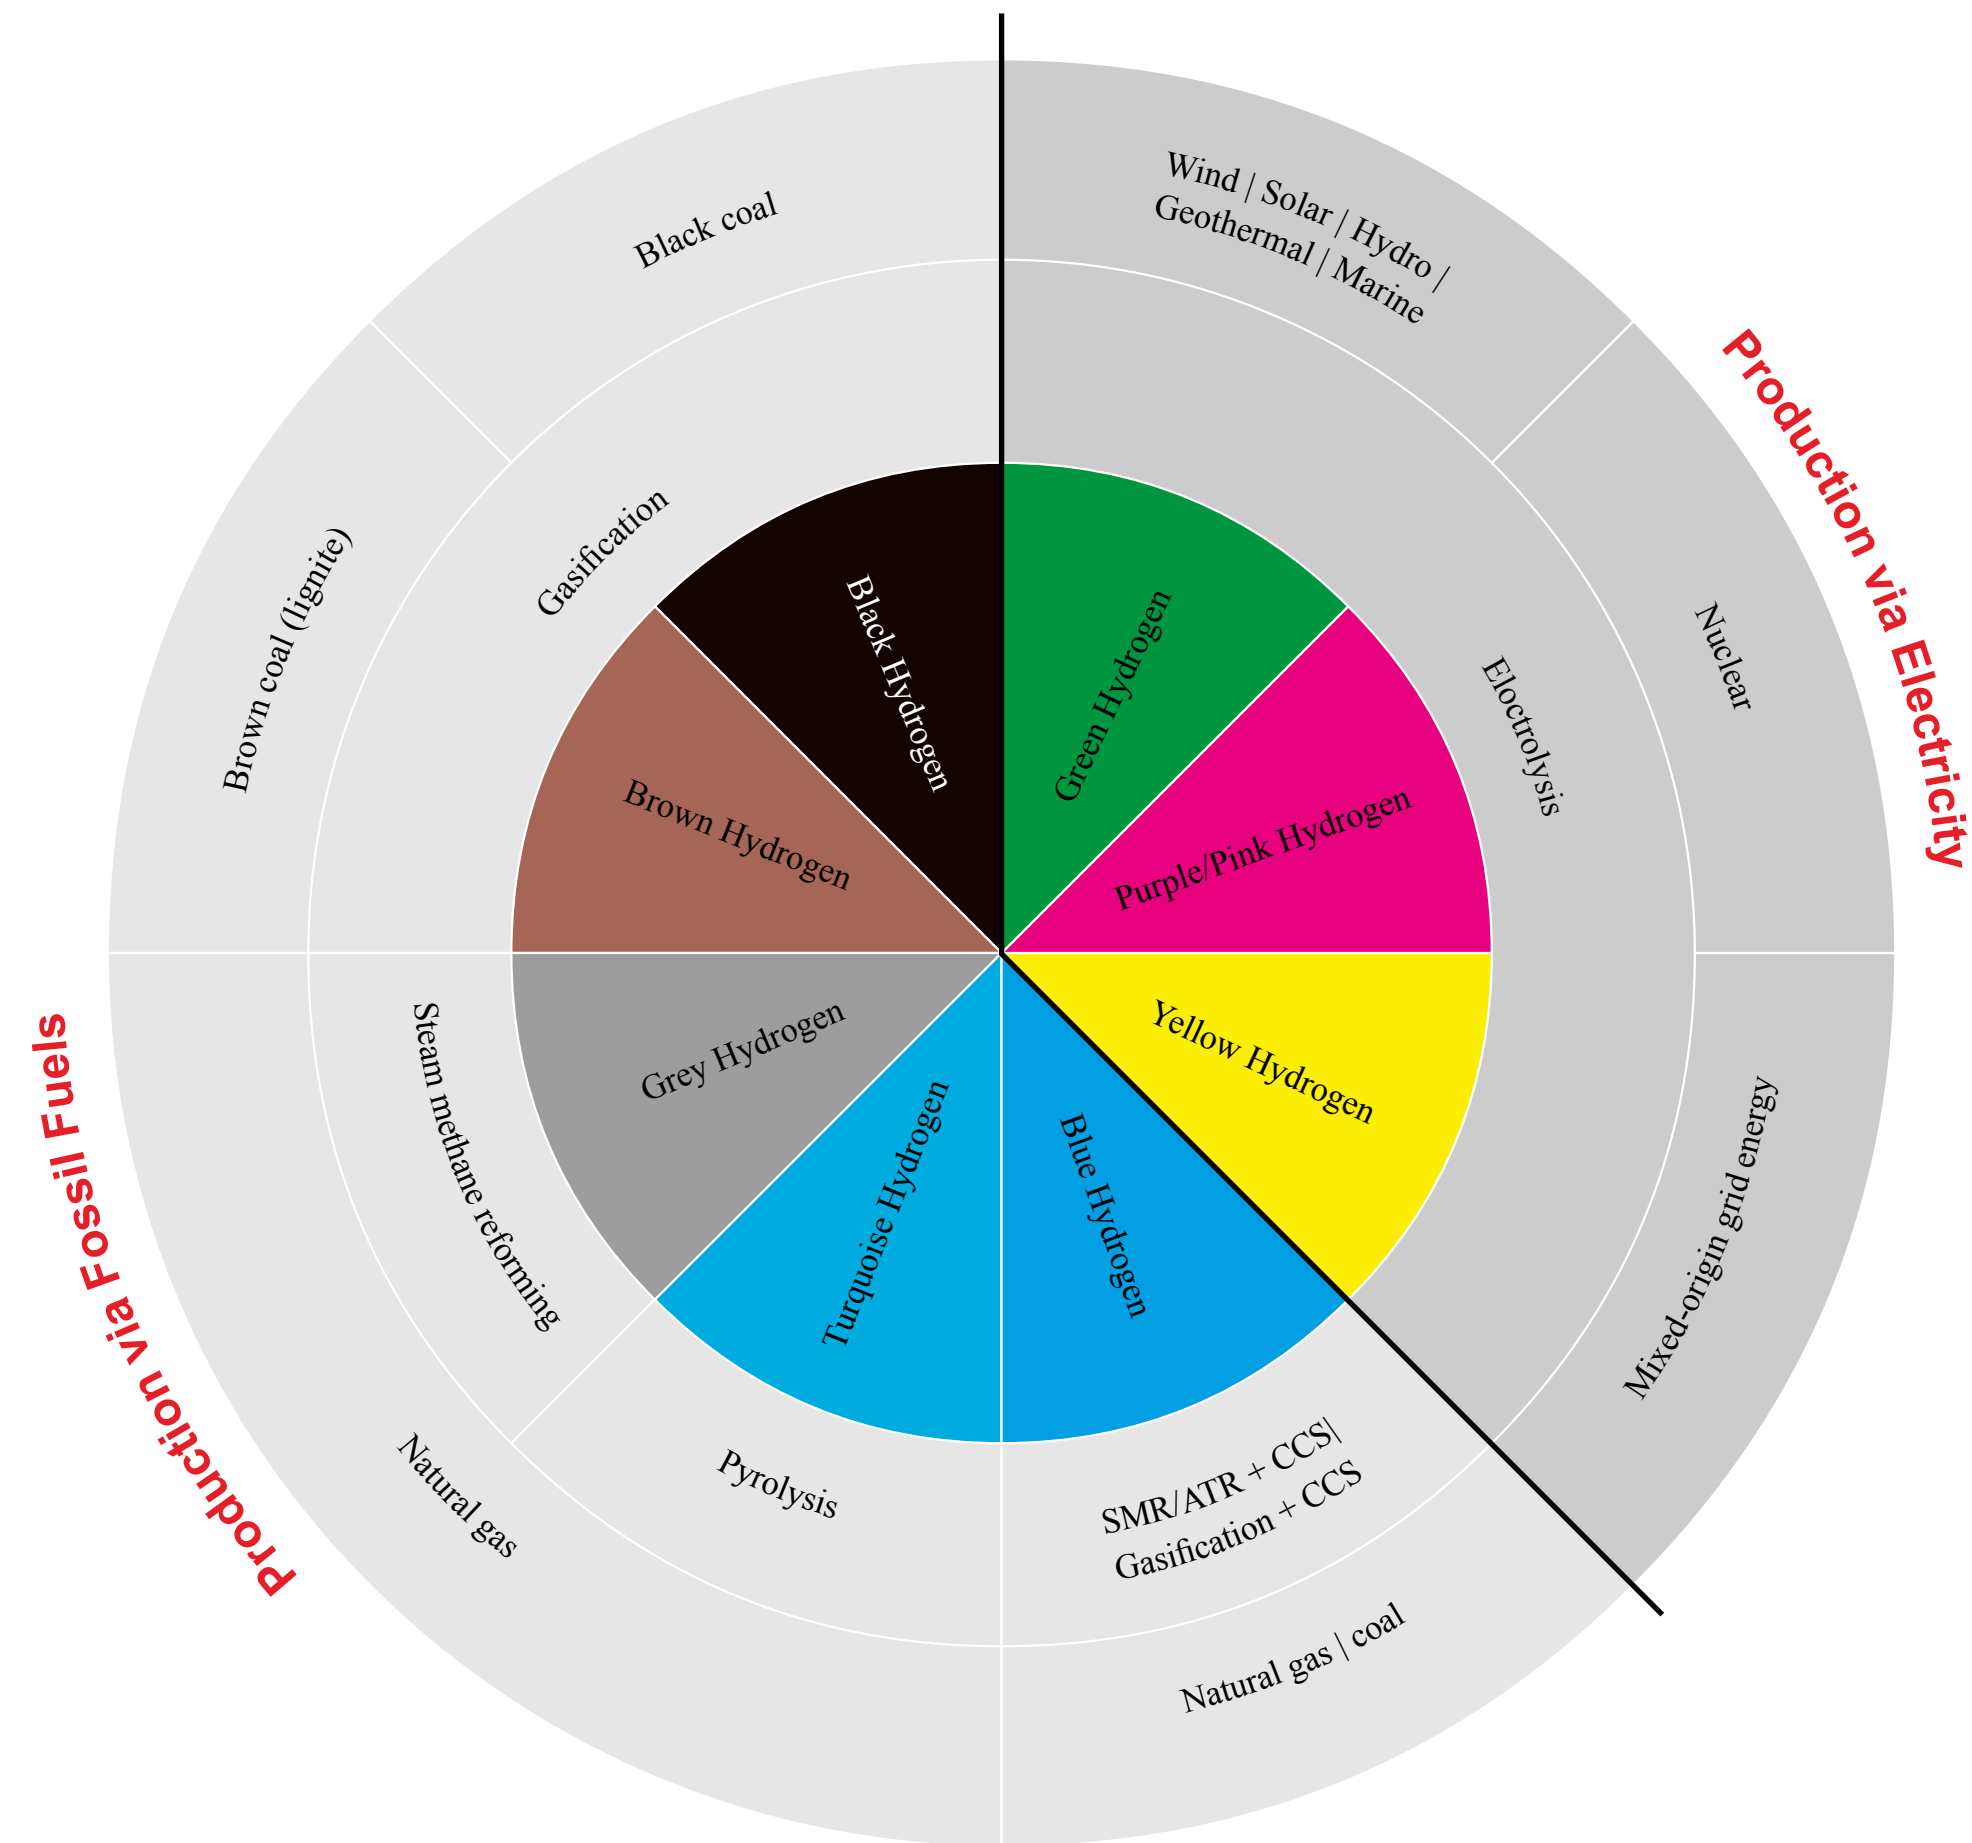 Wind | Solar | Hydro |
Geothermal | Marine
Black coal
Production via Electricity
Nuclear
Eloctrolysis
Gasification
Brown coal (lignite)
Black Hydrogen
Green Hydrogen
Brown Hydrogen
Purple/Pink Hydrogen
Grey Hydrogen
Yellow Hydrogen
Turquoise Hydrogen
Blue Hydrogen
Steam methane reforming
Mixed-origin grid energy
Production via Fossil Fuels
Natural gas
Pyrolysis
SMR/ATR + CCS|
Gasification + CCS
Natural gas | coal